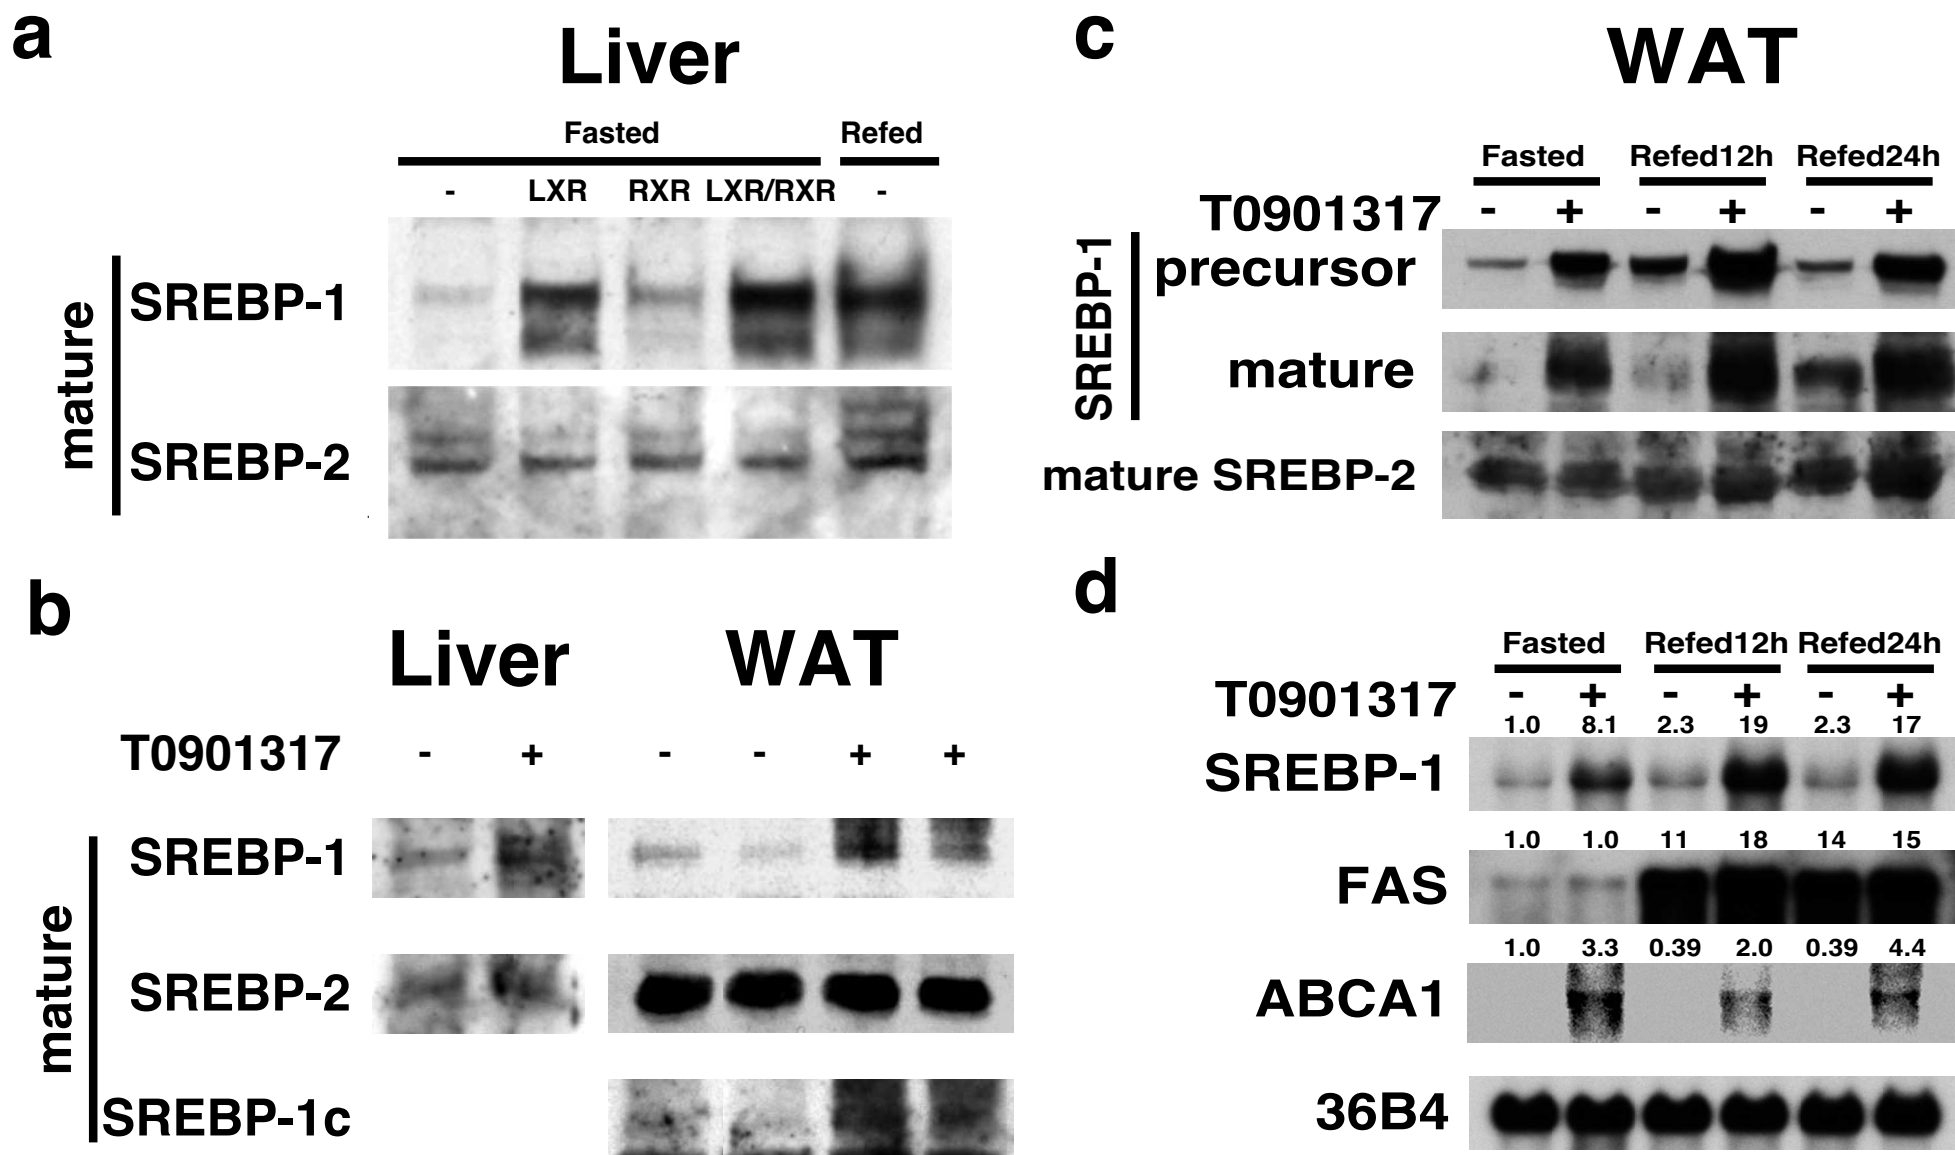 a
Liver
Fasted Refed
- LXR RXR LXR/RXR -
mature
SREBP-1
SREBP-2
b
Liver WAT
T0901317 - + - - + +
mature
SREBP-1
SREBP-2
SREBP-1c
c
WAT
Fasted Refed12h Refed24h
T0901317 - + - + - +
SREBP-1
precursor
mature
mature SREBP-2
d
Fasted Refed12h Refed24h
T0901317 - + - + - +
1.0 8.1 2.3 19 2.3 17
SREBP-1
1.0 1.0 11 18 14 15
FAS
1.0 3.3 0.39 2.0 0.39 4.4
ABCA1
36B4